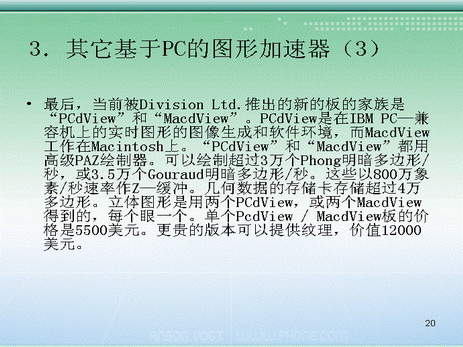 3．其它基于PC的图形加速器（3）
• 最后，当前被Division Ltd.推出的新的板的家族是
“PCdView”和“MacdView”。PCdView是在IBM PC—兼
容机上的实时图形的图像生成和软件环境，而MacdView
工作在Macintosh上。“PCdView”和“MacdView”都用
高级PAZ绘制器。可以绘制超过3万个Phong明暗多边形/
秒，或3.5万个Gouraud明暗多边形/秒。这些以800万象
素/秒速率作Z—缓冲。几何数据的存储卡存储超过4万
多边形。立体图形是用两个PCdView，或两个MacdView
得到的，每个眼一个。单个PcdView / MacdView板的价
格是5500美元。更贵的版本可以提供纹理，价值12000
美元。
20